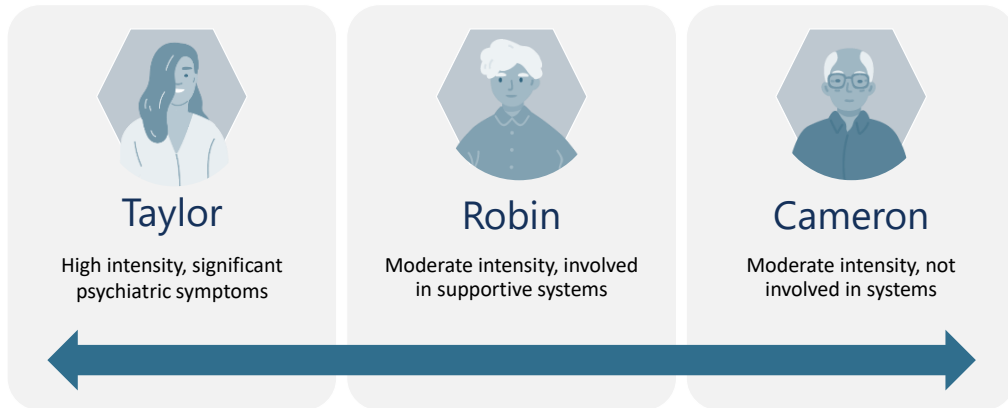 Taylor
High intensity, significant
psychiatric symptoms
Robin
Moderate intensity, involved
in supportive systems
Cameron
Moderate intensity, not
involved in systems